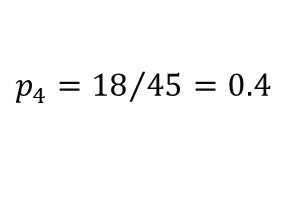 p₄ = 18/45 = 0.4